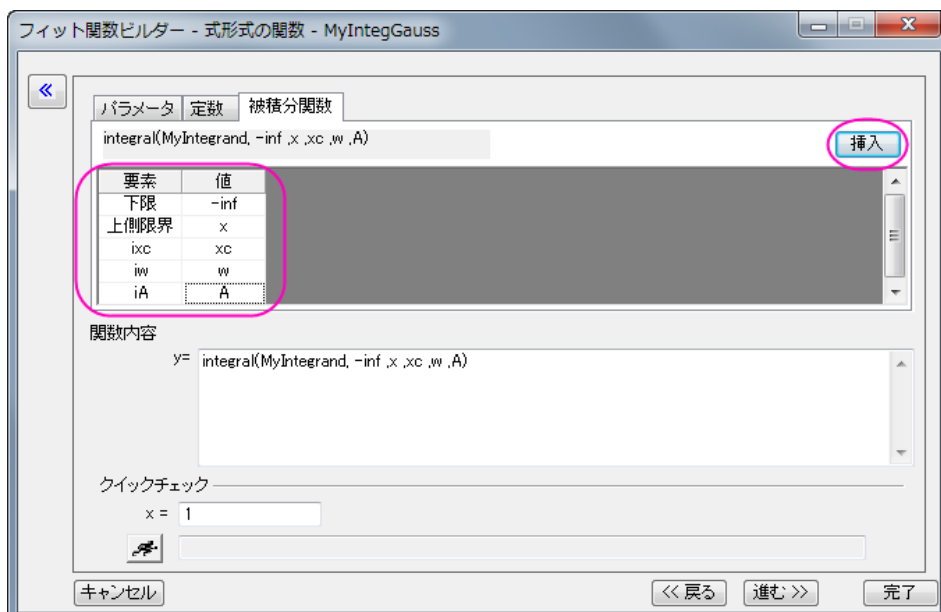 フィット関数ビルダー - 式形式の関数 - MyIntegGauss
パラメータ 定数 被積分関数
integral(MyIntegrand, -inf ,x ,xc ,w ,A)
挿入
要素 値
下限 -inf
上側限界 x
ixc xc
iw w
iA A
関数内容
y= integral(MyIntegrand, -inf ,x ,xc ,w ,A)
クイックチェック
x = 1
キャンセル << 戻る 進む >> 完了